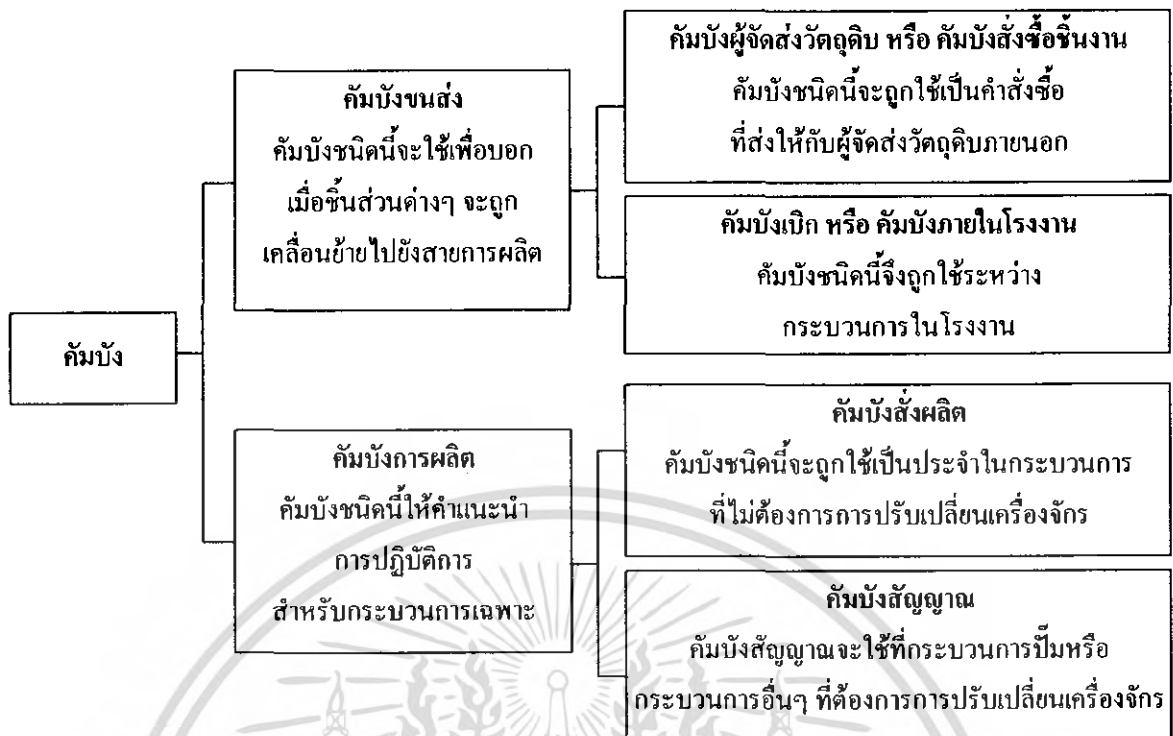 คัมบัง
คัมบังขนส่ง
คัมบังชนิดนี้จะใช้เพื่อบอก
เมื่อชิ้นส่วนต่างๆ จะถูก
เคลื่อนย้ายไปยังสายการผลิต
คัมบังผู้จัดส่งวัตถุดิบ หรือ คัมบังสั่งซื้อชิ้นงาน
คัมบังชนิดนี้จะถูกใช้เป็นคำสั่งซื้อ
ที่ส่งให้กับผู้จัดส่งวัตถุดิบภายนอก
คัมบังเบิก หรือ คัมบังภายในโรงงาน
คัมบังชนิดนี้จึงถูกใช้ระหว่าง
กระบวนการในโรงงาน
คัมบังการผลิต
คัมบังชนิดนี้ให้คำแนะนำ
การปฏิบัติการ
สำหรับกระบวนการเฉพาะ
คัมบังสั่งผลิต
คัมบังชนิดนี้จะถูกใช้เป็นประจำในกระบวนการ
ที่ไม่ต้องการการปรับเปลี่ยนเครื่องจักร
คัมบังสัญญาณ
คัมบังสัญญาณจะใช้ที่กระบวนการปั๊มหรือ
กระบวนการอื่นๆ ที่ต้องการการปรับเปลี่ยนเครื่องจักร